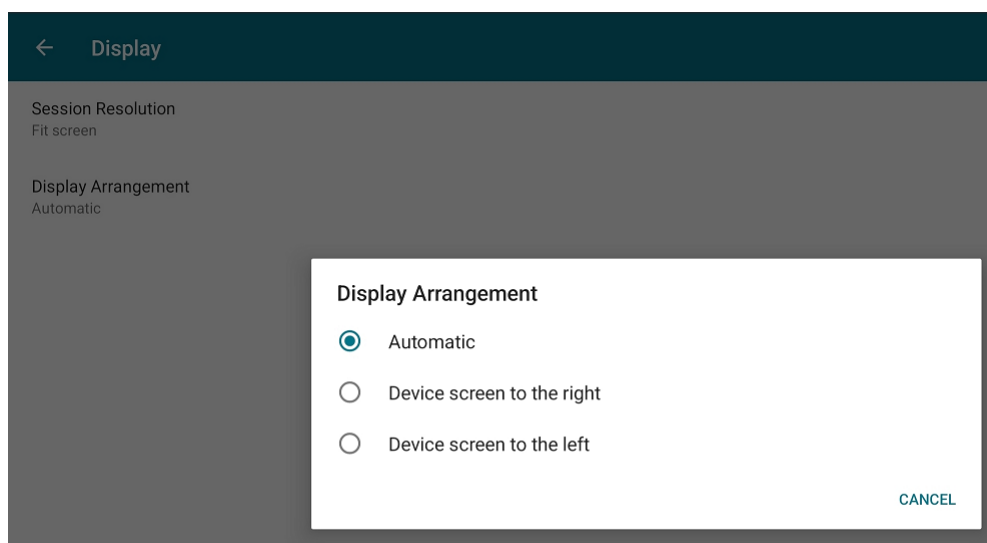 Display
Session Resolution
Fit screen
Display Arrangement
Automatic
Display Arrangement
Automatic
Device screen to the right
Device screen to the left
CANCEL